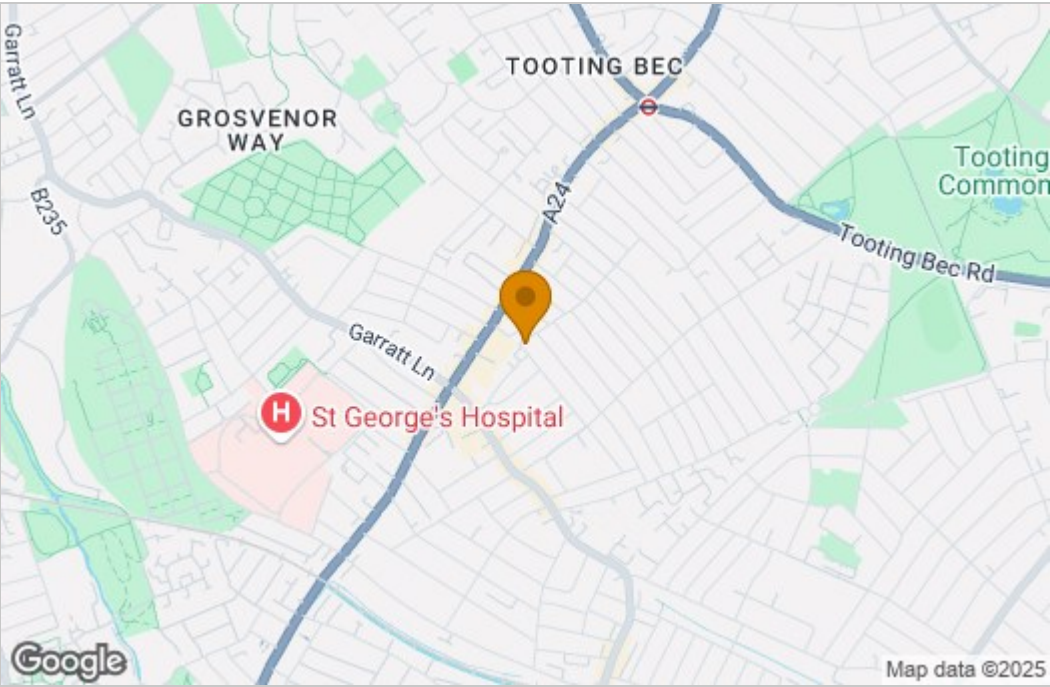 Garratt Ln
TOOTING BEC
GROSVENOR
WAY
Tooting
Common
B235
A24
Tooting Bec Rd
Garratt Ln
H
St George's Hospital
Google
Map data ©2025